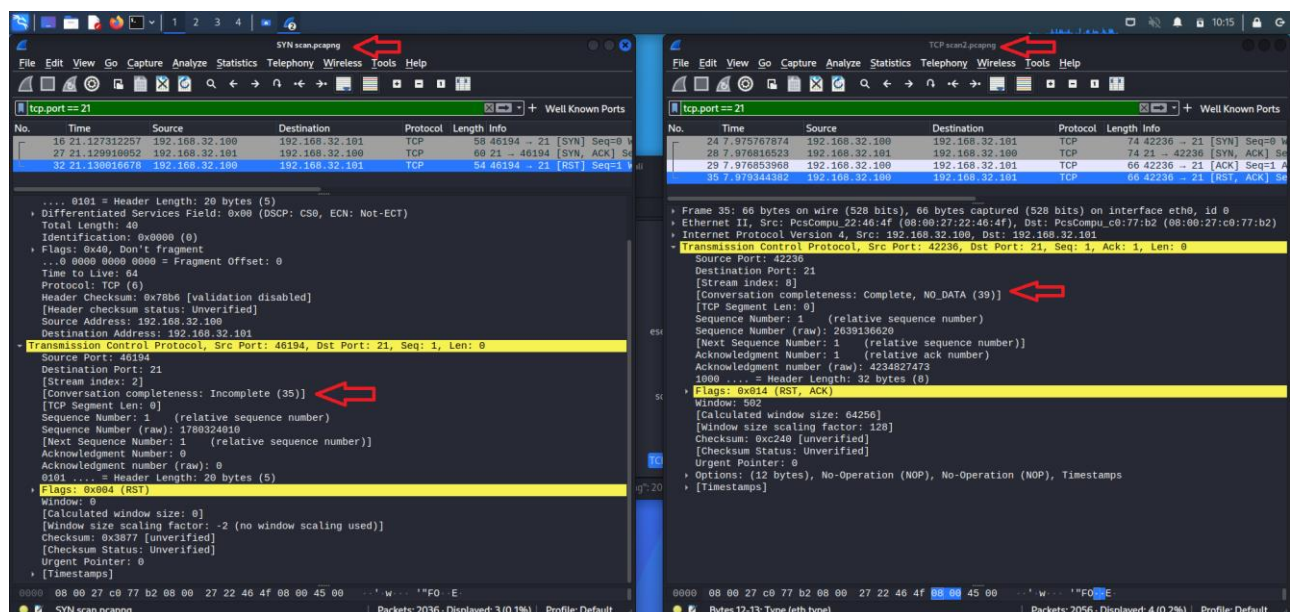 1 2 3 4
10:15
SYN scan.pcapng
File Edit View Go Capture Analyze Statistics Telephony Wireless Tools Help
tcp.port == 21
Well Known Ports
No. Time Source Destination Protocol Length Info
16 21.127312257 192.168.32.100 192.168.32.101 TCP 58 46194 → 21 [SYN] Seq=0
27 21.129910052 192.168.32.101 192.168.32.100 TCP 60 21 → 46194 [SYN, ACK]
32 21.130016678 192.168.32.100 192.168.32.101 TCP 54 46194 → 21 [RST] Seq=1
.... 0101 = Header Length: 20 bytes (5)
Differentiated Services Field: 0x00 (DSCP: CS0, ECN: Not-ECT)
Total Length: 40
Identification: 0x0000 (0)
Flags: 0x40, Don't fragment
...0 0000 0000 0000 = Fragment Offset: 0
Time to Live: 64
Protocol: TCP (6)
Header Checksum: 0x78b6 [validation disabled]
[Header checksum status: Unverified]
Source Address: 192.168.32.100
Destination Address: 192.168.32.101
Transmission Control Protocol, Src Port: 46194, Dst Port: 21, Seq: 1, Len: 0
Source Port: 46194
Destination Port: 21
[Stream index: 2]
[Conversation completeness: Incomplete (35)]
[TCP Segment Len: 0]
Sequence Number: 1 (relative sequence number)
Sequence Number (raw): 1780324010
[Next Sequence Number: 1 (relative sequence number)]
Acknowledgment Number: 0
Acknowledgment number (raw): 0
0101 .... = Header Length: 20 bytes (5)
Flags: 0x004 (RST)
Window: 0
[Calculated window size: 0]
[Window size scaling factor: -2 (no window scaling used)]
Checksum: 0x3877 [unverified]
[Checksum Status: Unverified]
Urgent Pointer: 0
[Timestamps]
0000 08 00 27 c0 77 b2 08 00 27 22 46 4f 08 00 45 00 ··'·w··· '"FO··E·
SYN scan.pcapng
Packets: 2036 · Displayed: 3 (0.1%)
Profile: Default
TCP scan2.pcapng
File Edit View Go Capture Analyze Statistics Telephony Wireless Tools Help
tcp.port == 21
Well Known Ports
No. Time Source Destination Protocol Length Info
24 7.975767874 192.168.32.100 192.168.32.101 TCP 74 42236 → 21 [SYN] Seq=0
28 7.976816523 192.168.32.101 192.168.32.100 TCP 74 21 → 42236 [SYN, ACK]
29 7.976853968 192.168.32.100 192.168.32.101 TCP 66 42236 → 21 [ACK] Seq=1
35 7.979344382 192.168.32.100 192.168.32.101 TCP 66 42236 → 21 [RST, ACK]
Frame 35: 66 bytes on wire (528 bits), 66 bytes captured (528 bits) on interface eth0, id 0
Ethernet II, Src: PcsCompu_22:46:4f (08:00:27:22:46:4f), Dst: PcsCompu_c0:77:b2 (08:00:27:c0:77:b2)
Internet Protocol Version 4, Src: 192.168.32.100, Dst: 192.168.32.101
Transmission Control Protocol, Src Port: 42236, Dst Port: 21, Seq: 1, Ack: 1, Len: 0
Source Port: 42236
Destination Port: 21
[Stream index: 8]
[Conversation completeness: Complete, NO_DATA (39)]
[TCP Segment Len: 0]
Sequence Number: 1 (relative sequence number)
Sequence Number (raw): 2639136620
[Next Sequence Number: 1 (relative sequence number)]
Acknowledgment Number: 1 (relative ack number)
Acknowledgment number (raw): 4234827473
1000 .... = Header Length: 32 bytes (8)
Flags: 0x014 (RST, ACK)
Window: 502
[Calculated window size: 64256]
[Window size scaling factor: 128]
Checksum: 0xc240 [unverified]
[Checksum Status: Unverified]
Urgent Pointer: 0
Options: (12 bytes), No-Operation (NOP), No-Operation (NOP), Timestamps
[Timestamps]
0000 08 00 27 c0 77 b2 08 00 27 22 46 4f 08 00 45 00 ··'·w··· '"FO··E·
Bytes 12-13: Type (eth.type)
Packets: 2056 · Displayed: 4 (0.2%)
Profile: Default